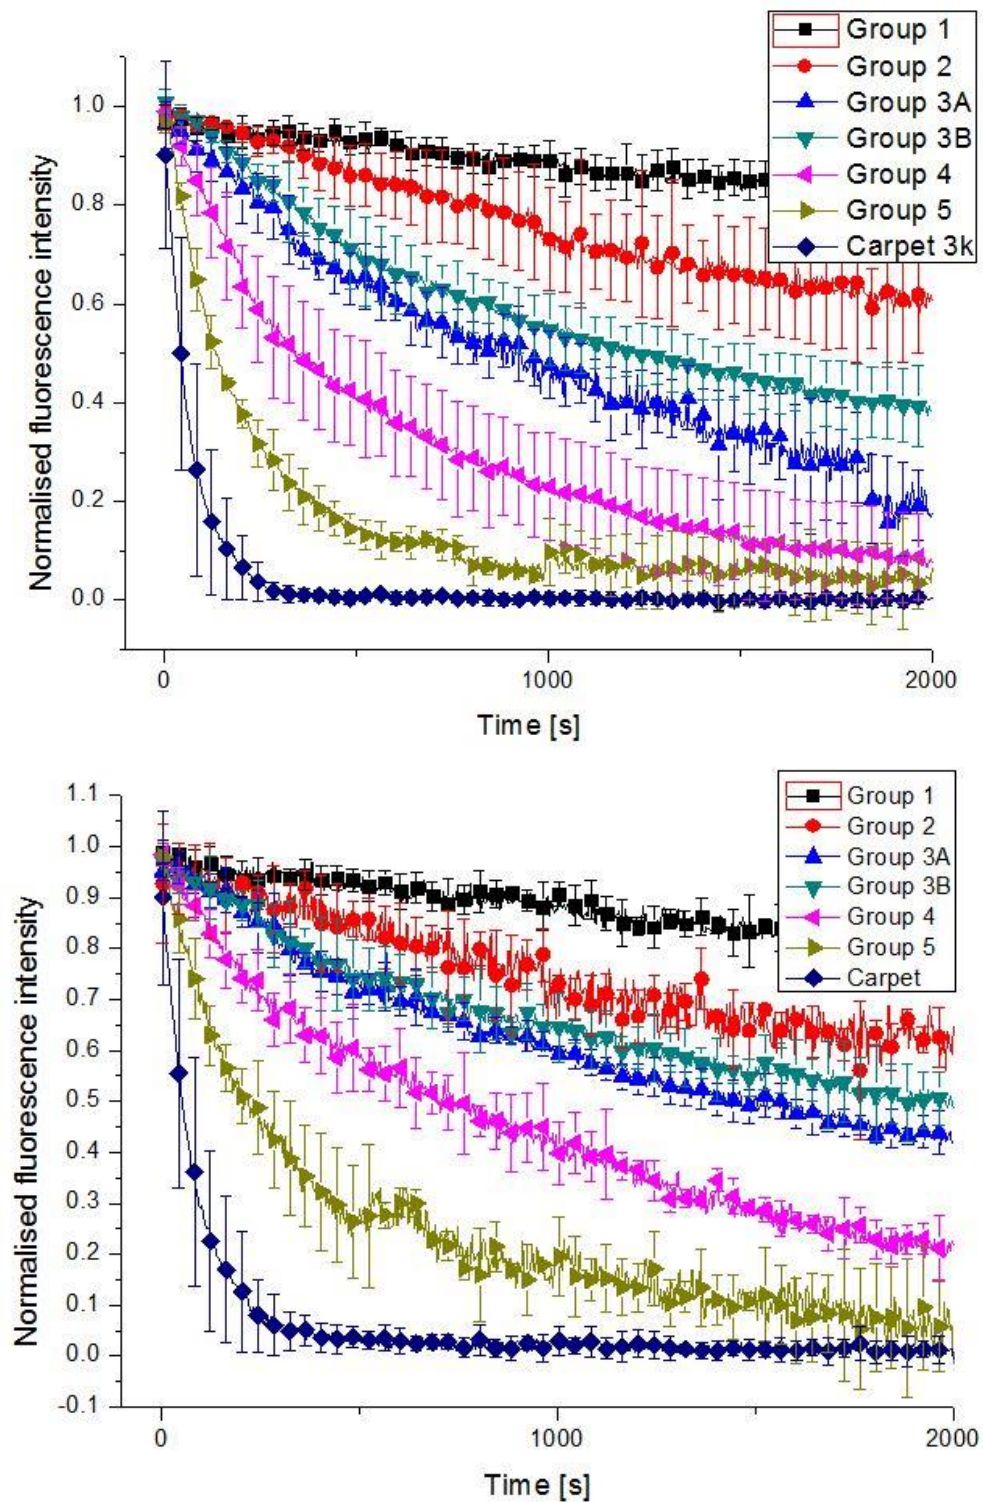 Group 1
Group 2
Group 3A
Group 3B
Group 4
Group 5
Carpet 3k
Normalised fluorescence intensity
1.0
0.8
0.6
0.4
0.2
0.0
0
1000
2000
Time [s]
Group 1
Group 2
Group 3A
Group 3B
Group 4
Group 5
Carpet
Normalised fluorescence intensity
1.1
1.0
0.9
0.8
0.7
0.6
0.5
0.4
0.3
0.2
0.1
0.0
-0.1
0
1000
2000
Time [s]